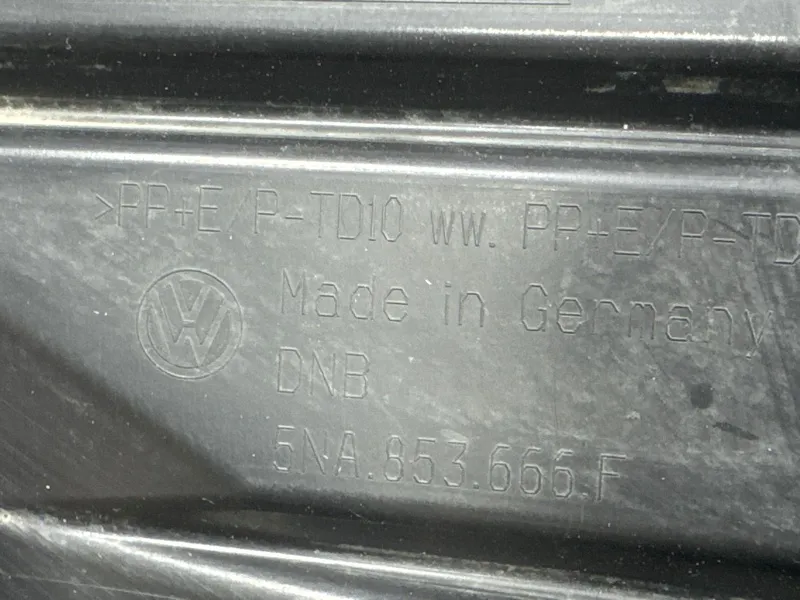 >PP+E/P-TD10 ww. PP+E/P-TD
Made in Germany
DNB
5NA.853.666.F